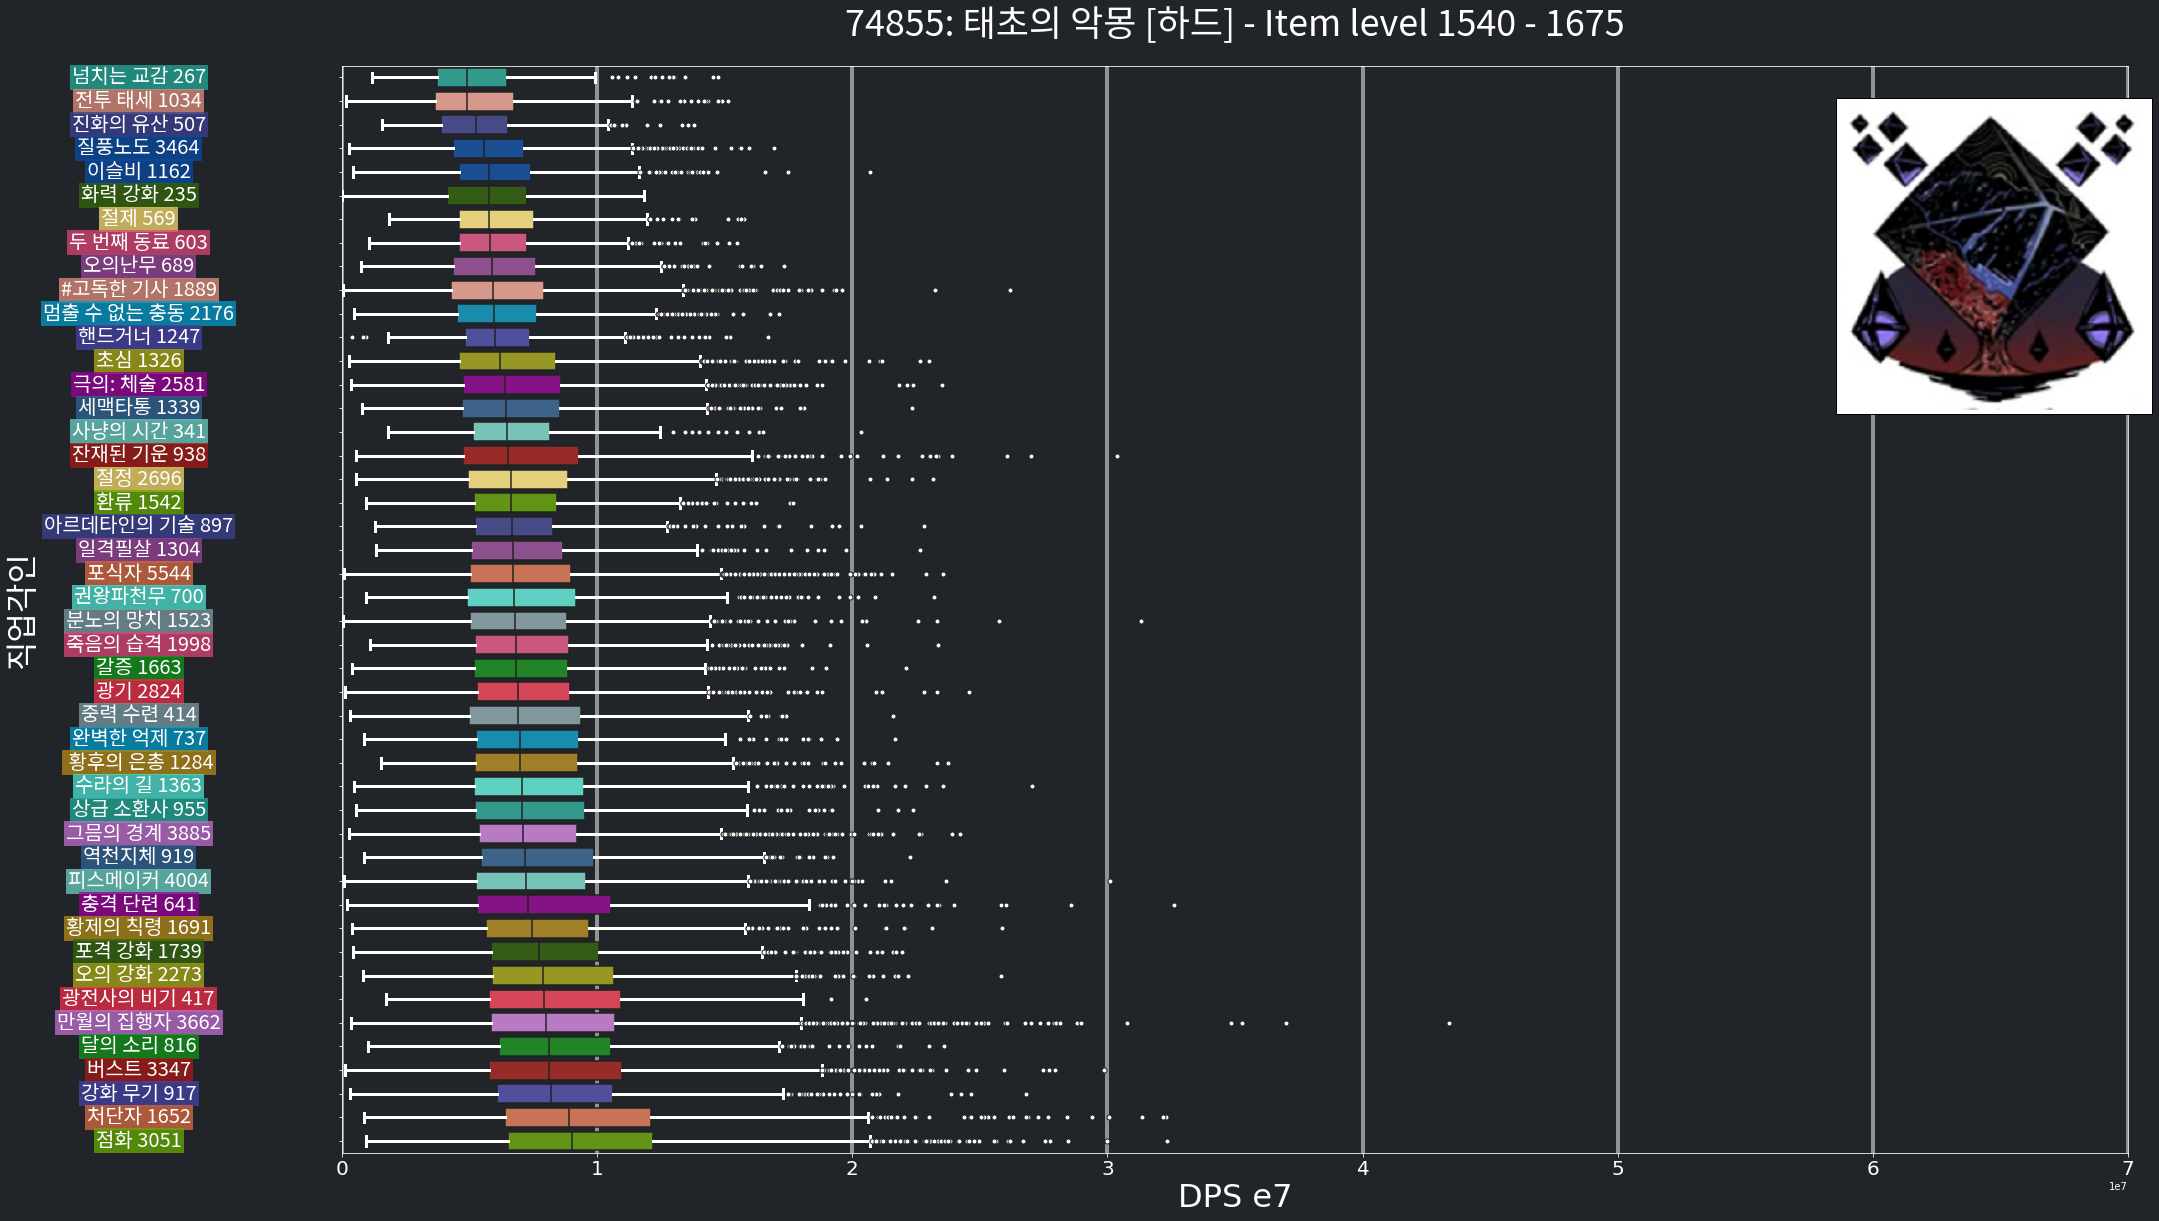 74855: 태초의 악몽 [하드] - Item level 1540 - 1675
넘치는 교감 267
전투 태세 1034
진화의 유산 507
질풍노도 3464
이슬비 1162
화력 강화 235
절제 569
두 번째 동료 603
오의난무 689
#고독한 기사 1889
멈출 수 없는 충동 2176
핸드거너 1247
초심 1326
극의: 체술 2581
세맥타통 1339
사냥의 시간 341
잔재된 기운 938
절정 2696
환류 1542
아르데타인의 기술 897
일격필살 1304
포식자 5544
권왕파천무 700
분노의 망치 1523
죽음의 습격 1998
갈증 1663
광기 2824
중력 수련 414
완벽한 억제 737
황후의 은총 1284
수라의 길 1363
상급 소환사 955
그믐의 경계 3885
역천지체 919
피스메이커 4004
충격 단련 641
황제의 칙령 1691
포격 강화 1739
오의 강화 2273
광전사의 비기 417
만월의 집행자 3662
달의 소리 816
버스트 3347
강화 무기 917
처단자 1652
점화 3051
직업각인
0 1 2 3 4 5 6 7
1e7
DPS e7